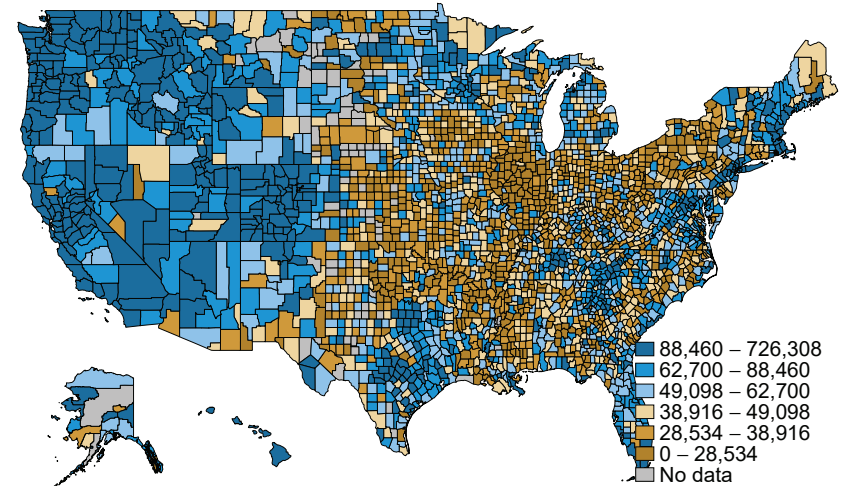 88,460 – 726,308
62,700 – 88,460
49,098 – 62,700
38,916 – 49,098
28,534 – 38,916
0 – 28,534
No data